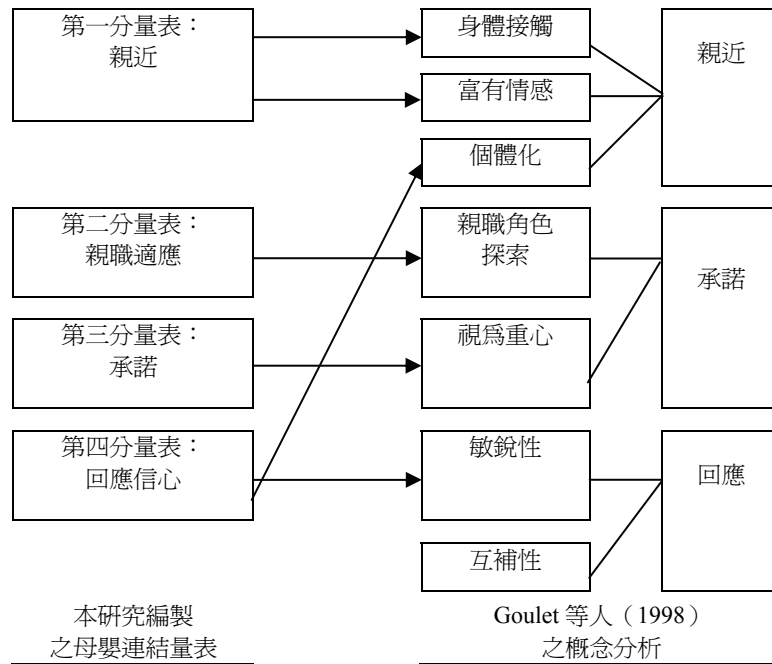 第一分量表：
親近
身體接觸
親近
富有情感
個體化
第二分量表：
親職適應
親職角色
探索
承諾
第三分量表：
承諾
視爲重心
第四分量表：
回應信心
敏銳性
回應
互補性
本研究編製
之母嬰連結量表
Goulet 等人（1998）
之概念分析